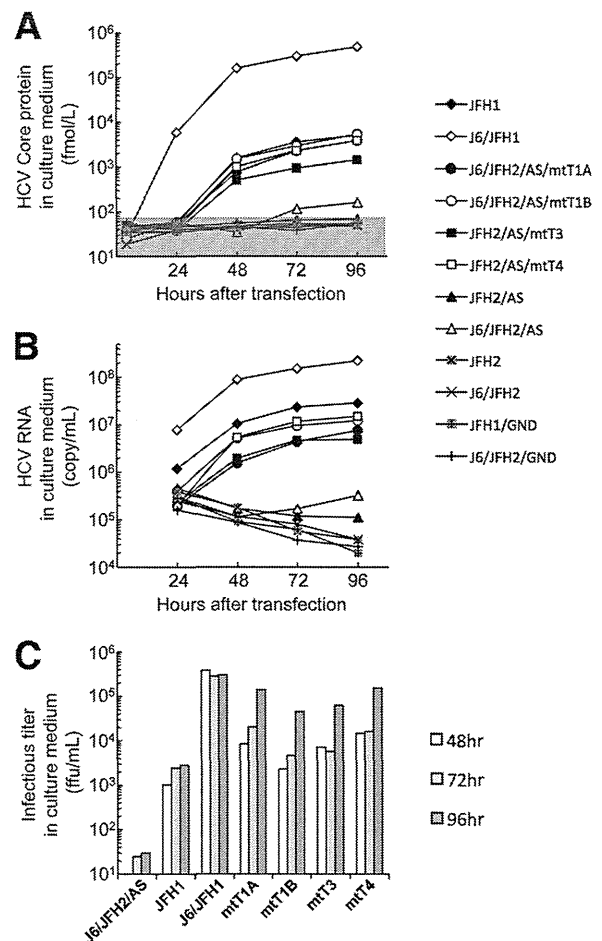 A
HCV Core protein
in culture medium
(fmol/L)
10⁶
10⁵
10⁴
10³
10²
10¹
24 48 72 96
Hours after transfection
JFH1
J6/JFH1
J6/JFH2/AS/mtT1A
J6/JFH2/AS/mtT1B
JFH2/AS/mtT3
JFH2/AS/mtT4
JFH2/AS
J6/JFH2/AS
JFH2
J6/JFH2
JFH1/GND
J6/JFH2/GND
B
HCV RNA
in culture medium
(copy/mL)
10⁸
10⁷
10⁶
10⁵
10⁴
24 48 72 96
Hours after transfection
C
Infectious titer
in culture medium
(ffu/mL)
10⁶
10⁵
10⁴
10³
10²
10¹
J6/JFH2/AS
JFH1
J6/JFH1
mtT1A
mtT1B
mtT3
mtT4
48hr
72hr
96hr